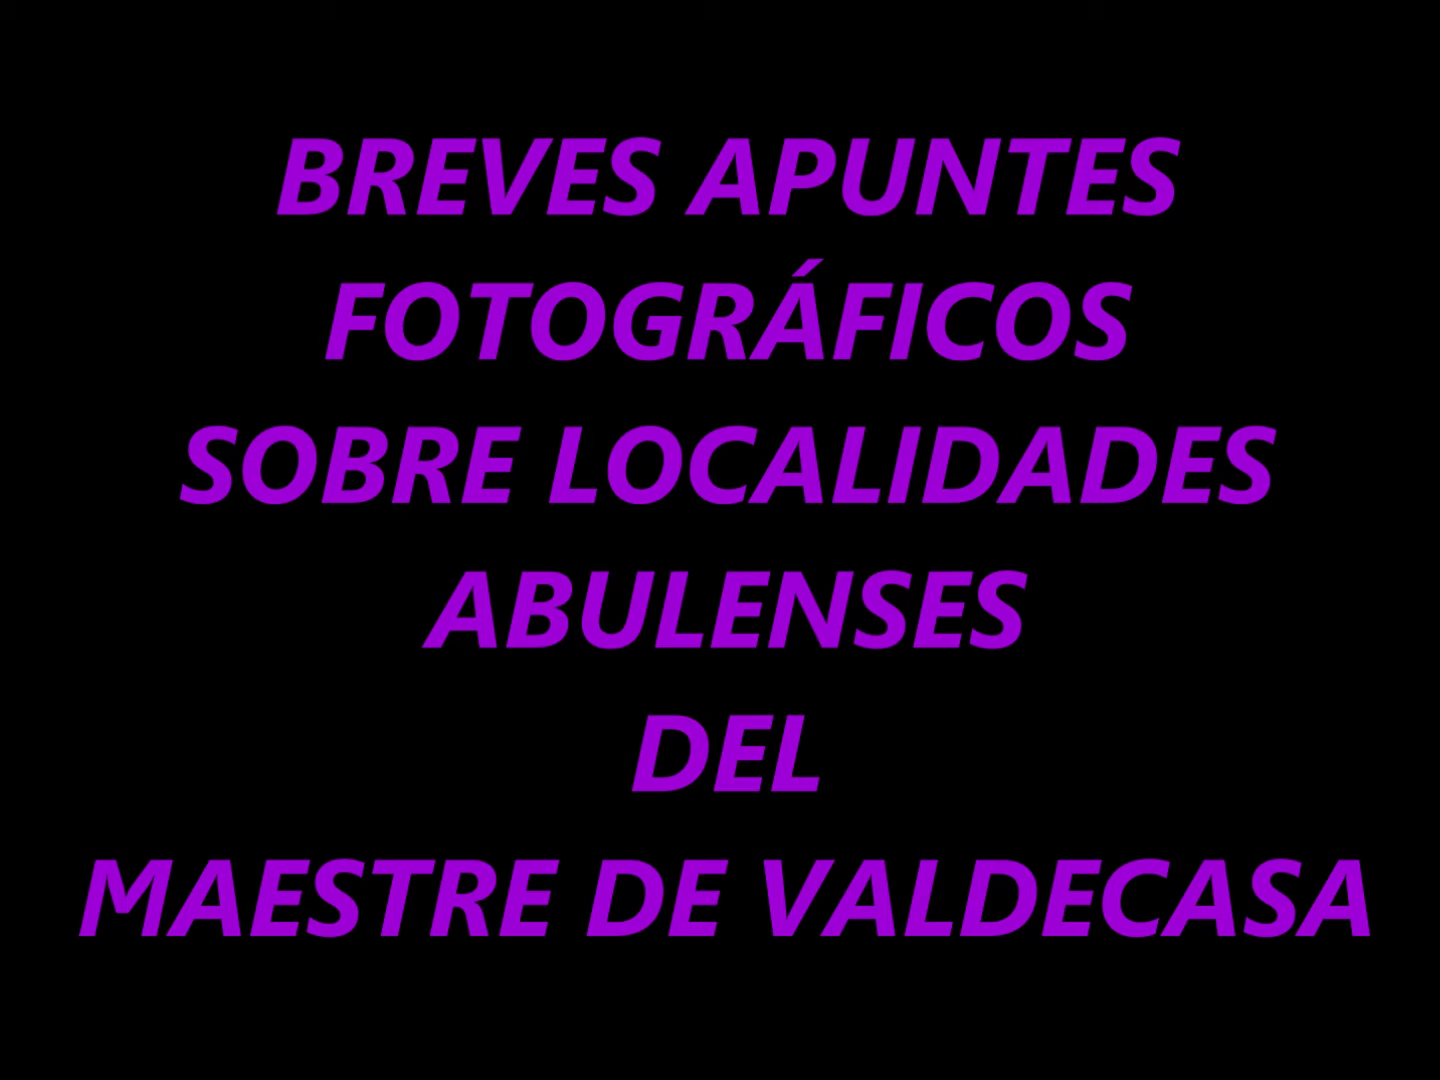 BREVES APUNTES
FOTOGRÁFICOS
SOBRE LOCALIDADES
ABULENSES
DEL
MAESTRE DE VALDECASA